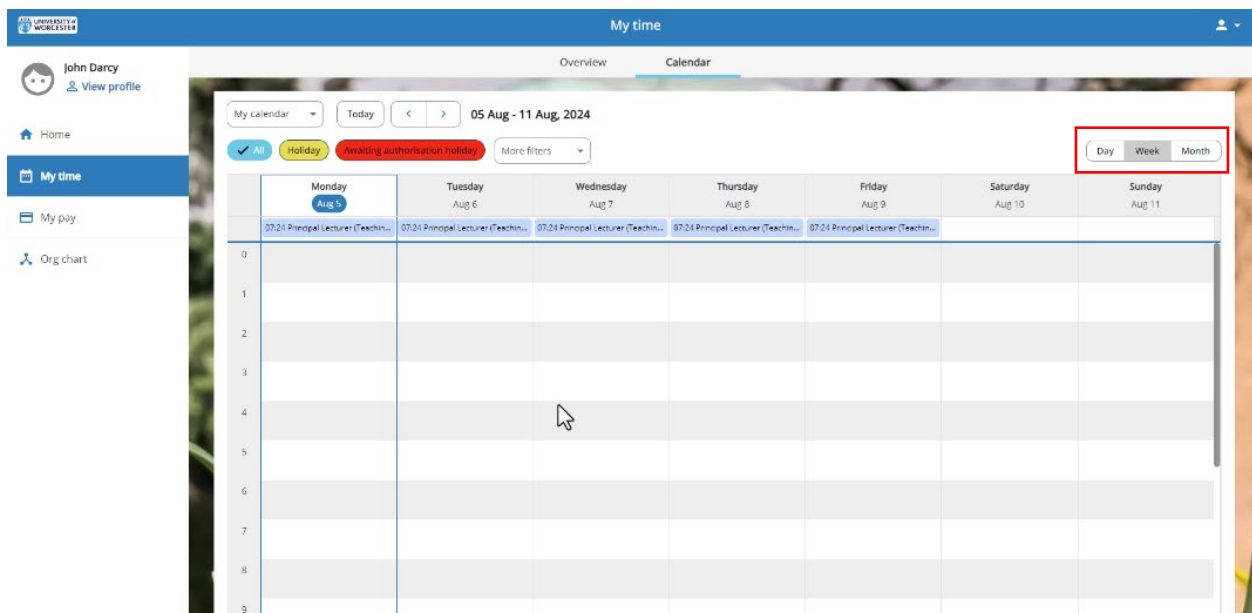 UNIVERSITY of
WORCESTER
My time
John Darcy
View profile
Home
My time
My pay
Org chart
Overview Calendar
My calendar Today < > 05 Aug - 11 Aug, 2024
All Holiday Awaiting authorisation holiday More filters
Day Week Month
Monday Tuesday Wednesday Thursday Friday Saturday Sunday
Aug 5 Aug 6 Aug 7 Aug 8 Aug 9 Aug 10 Aug 11
07:24 Principal Lecturer (Teachin... 07:24 Principal Lecturer (Teachin... 07:24 Principal Lecturer (Teachin... 07:24 Principal Lecturer (Teachin... 07:24 Principal Lecturer (Teachin...
0
1
2
3
4
5
6
7
8
9